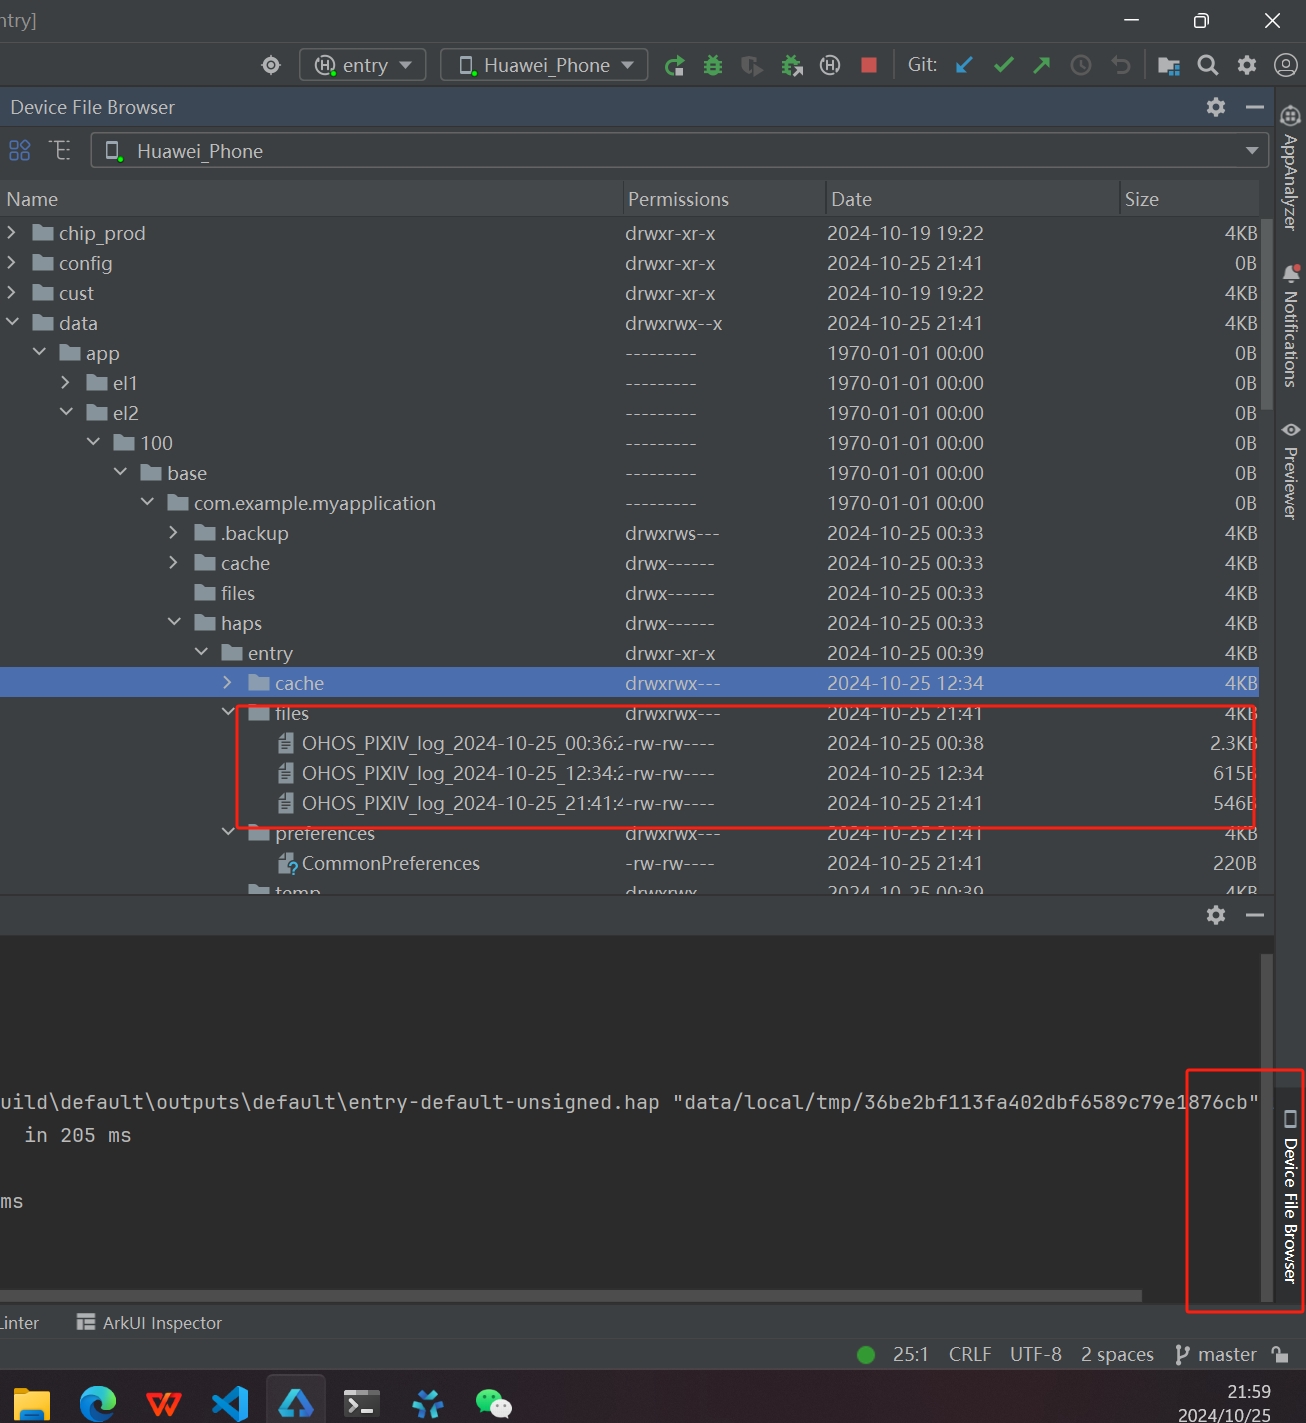 ntry]
entry
Huawei_Phone
Git:
Device File Browser
Huawei_Phone
Name Permissions Date Size
chip_prod drwxr-xr-x 2024-10-19 19:22 4KB
config drwxr-xr-x 2024-10-25 21:41 0B
cust drwxr-xr-x 2024-10-19 19:22 4KB
data drwxrwx--x 2024-10-25 21:41 4KB
app --------- 1970-01-01 00:00 0B
el1 --------- 1970-01-01 00:00 0B
el2 --------- 1970-01-01 00:00 0B
100 --------- 1970-01-01 00:00 0B
base --------- 1970-01-01 00:00 0B
com.example.myapplication --------- 1970-01-01 00:00 0B
.backup drwxrws--- 2024-10-25 00:33 4KB
cache drwx------ 2024-10-25 00:33 4KB
files drwx------ 2024-10-25 00:33 4KB
haps drwx------ 2024-10-25 00:33 4KB
entry drwxr-xr-x 2024-10-25 00:39 4KB
cache drwxrwx--- 2024-10-25 12:34 4KB
files drwxrwx--- 2024-10-25 21:41 4KB
OHOS_PIXIV_log_2024-10-25_00:36:2 -rw-rw---- 2024-10-25 00:38 2.3KB
OHOS_PIXIV_log_2024-10-25_12:34:2 -rw-rw---- 2024-10-25 12:34 615B
OHOS_PIXIV_log_2024-10-25_21:41:4 -rw-rw---- 2024-10-25 21:41 546B
preferences drwxrwx--- 2024-10-25 21:41 4KB
CommonPreferences -rw-rw---- 2024-10-25 21:41 220B
temp drwxrwx 2024-10-25 00:39 4KB
AppAnalyzer
Notifications
Previewer
uild\default\outputs\default\entry-default-unsigned.hap "data/local/tmp/36be2bf113fa402dbf6589c79e1876cb"
in 205 ms
ms
Device File Browser
Linter
ArkUI Inspector
25:1 CRLF UTF-8 2 spaces master
21:59
2024/10/25